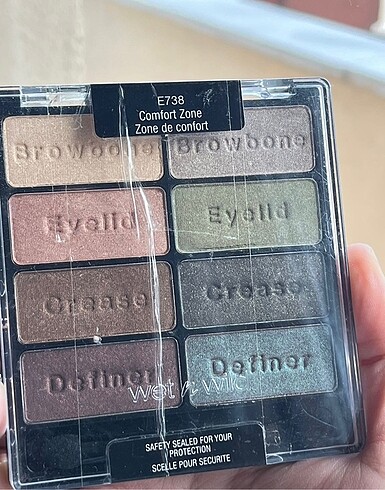 E738
Comfort Zone
Zone de confort
Browbone Browbone
Eyelid Eyelid
Crease Crease
Definer Definer
wet n wild
SAFETY SEALED FOR YOUR
PROTECTION
SCELLE POUR SECURITE